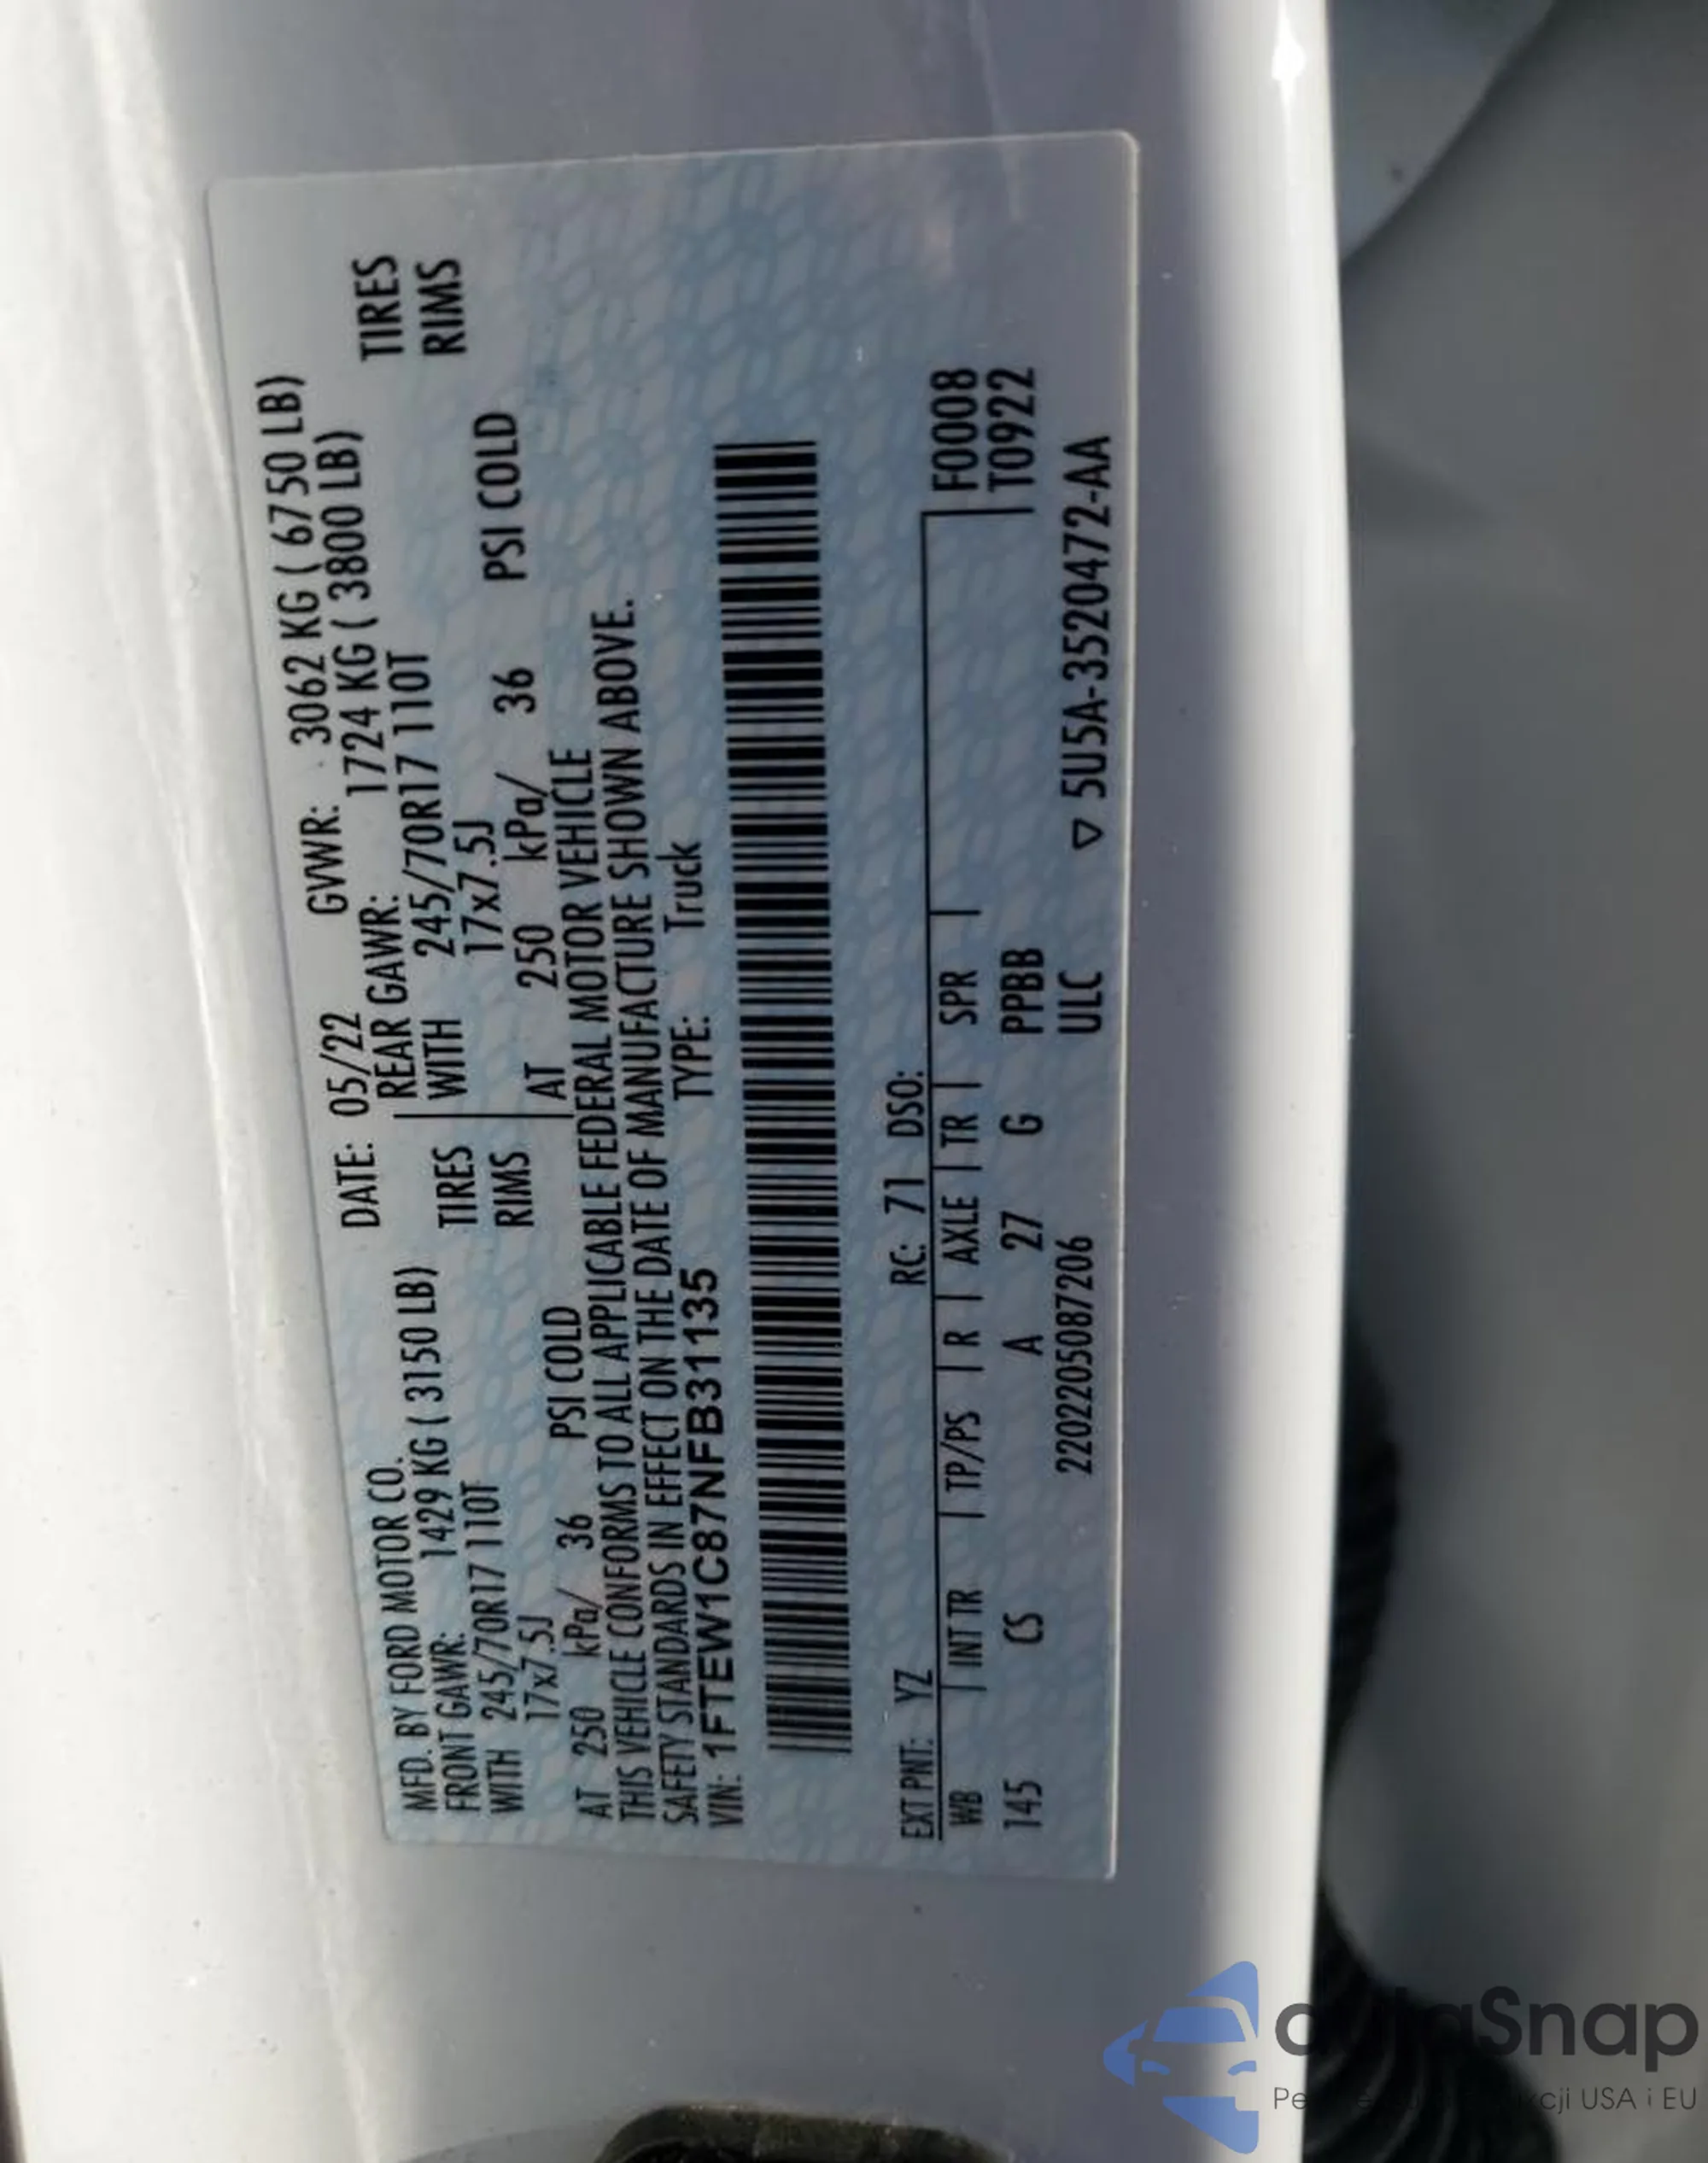 MFD. BY FORD MOTOR CO. DATE: 05/22 GVWR: 3062 KG ( 6750 LB)
FRONT GAWR: 1429 KG ( 3150 LB) REAR GAWR: 1724 KG ( 3800 LB)
WITH 245/70R17 110T TIRES WITH 245/70R17 110T TIRES
17x7.5J RIMS 17x7.5J RIMS
AT 250 kPa/ 36 PSI COLD AT 250 kPa/ 36 PSI COLD
THIS VEHICLE CONFORMS TO ALL APPLICABLE FEDERAL MOTOR VEHICLE
SAFETY STANDARDS IN EFFECT ON THE DATE OF MANUFACTURE SHOWN ABOVE.
VIN: 1FTEW1C87NFB31135 TYPE: Truck
EXT PNT: YZ RC: 71 DSO:
WB | INT TR | TP/PS | R | AXLE | TR | SPR | F0008
145 CS A 27 G PPBB T0922
2202205087206 ULC ▽ 5U5A-3520472-AA
autaSnap
USA i EU